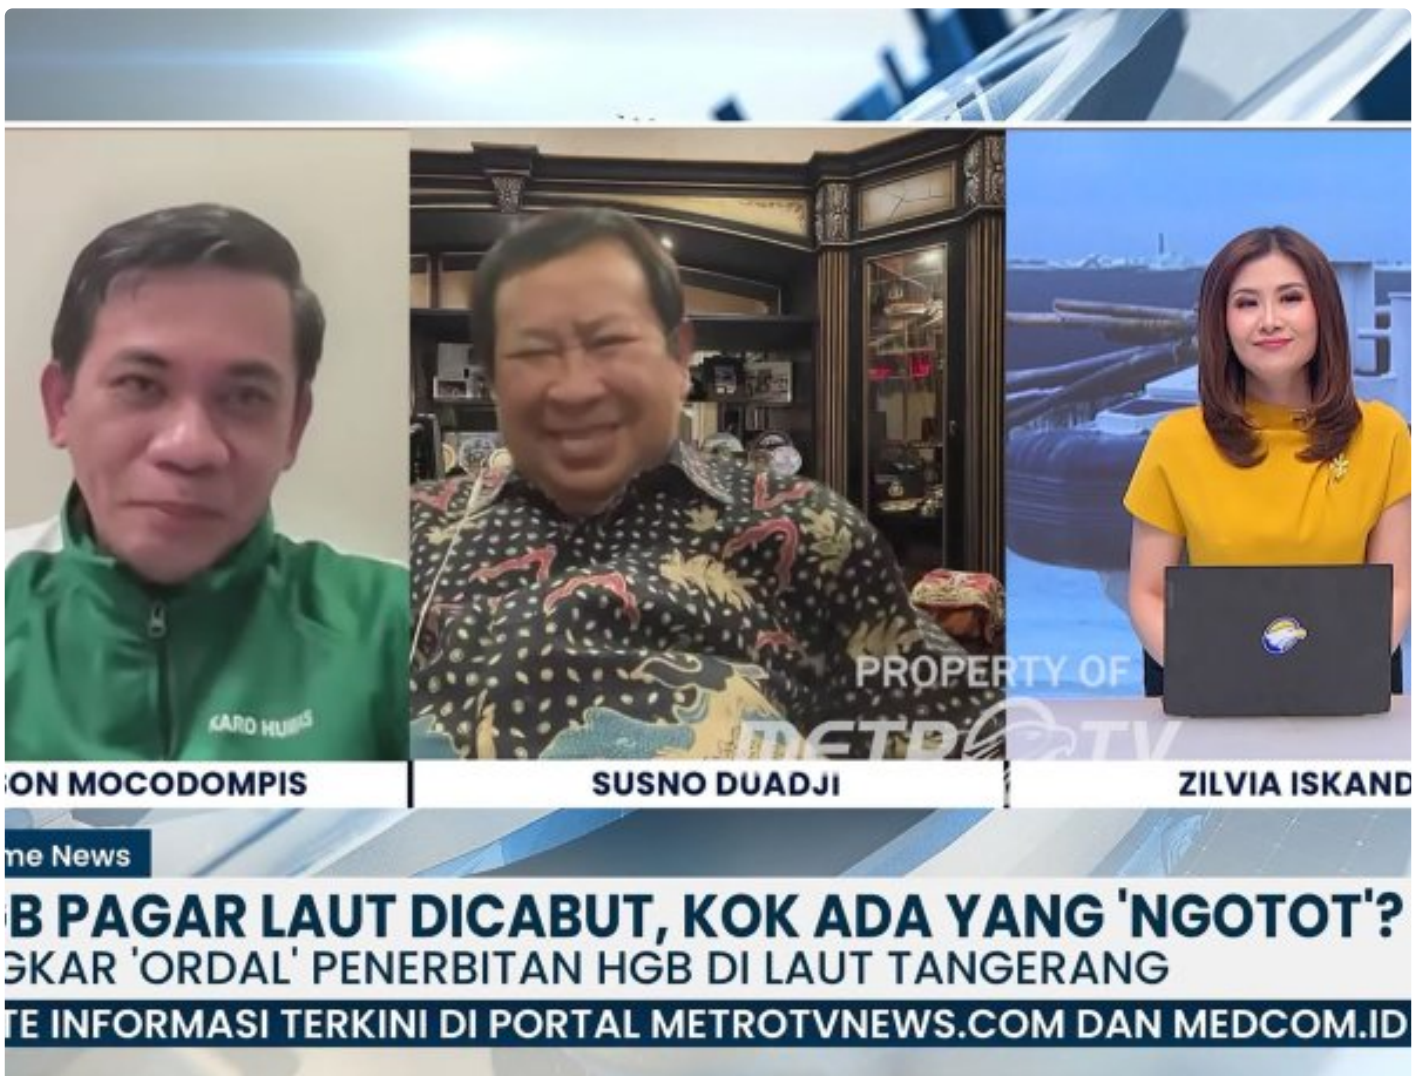 KARO HUMAS
PROPERTY OF
METRO TV
SON MOCODOMPIS
SUSNO DUADJI
ZILVIA ISKAND
me News
GB PAGAR LAUT DICABUT, KOK ADA YANG 'NGOTOT'?
GKAR 'ORDAL' PENERBITAN HGB DI LAUT TANGERANG
TE INFORMASI TERKINI DI PORTAL METROTVNEWS.COM DAN MEDCOM.ID